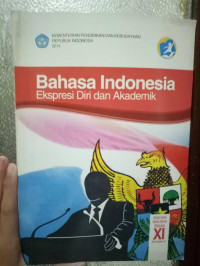 KEMENTERIAN PENDIDIKAN DAN KEBUDAYAAN
REPUBLIK INDONESIA
2014
Bahasa Indonesia
Ekspresi Diri dan Akademik
XI